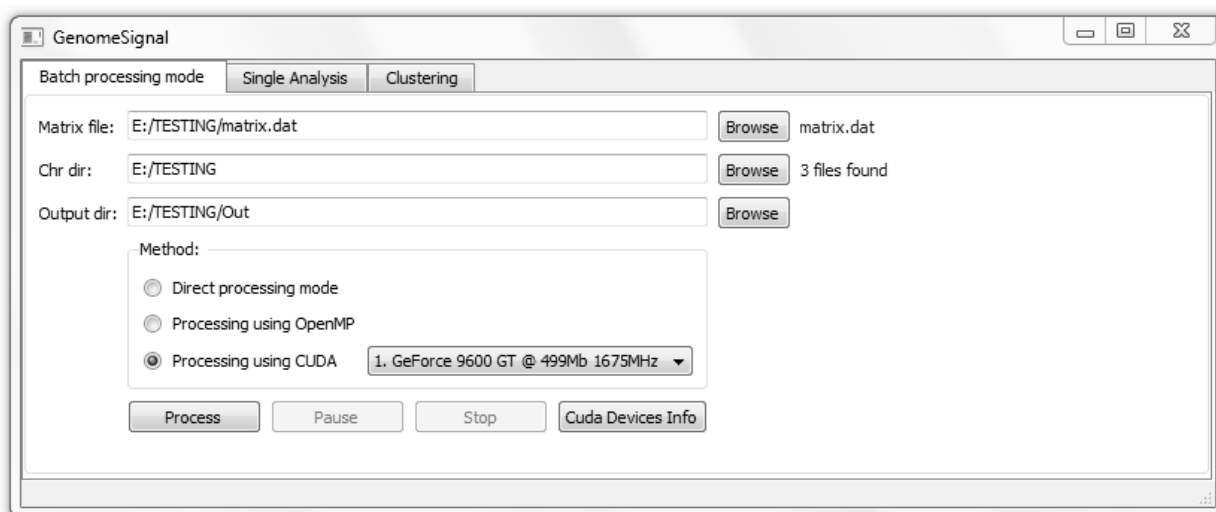 GenomeSignal
Batch processing mode Single Analysis Clustering
Matrix file: E:/TESTING/matrix.dat Browse matrix.dat
Chr dir: E:/TESTING Browse 3 files found
Output dir: E:/TESTING/Out Browse
Method:
Direct processing mode
Processing using OpenMP
Processing using CUDA 1. GeForce 9600 GT @ 499Mb 1675MHz
Process Pause Stop Cuda Devices Info